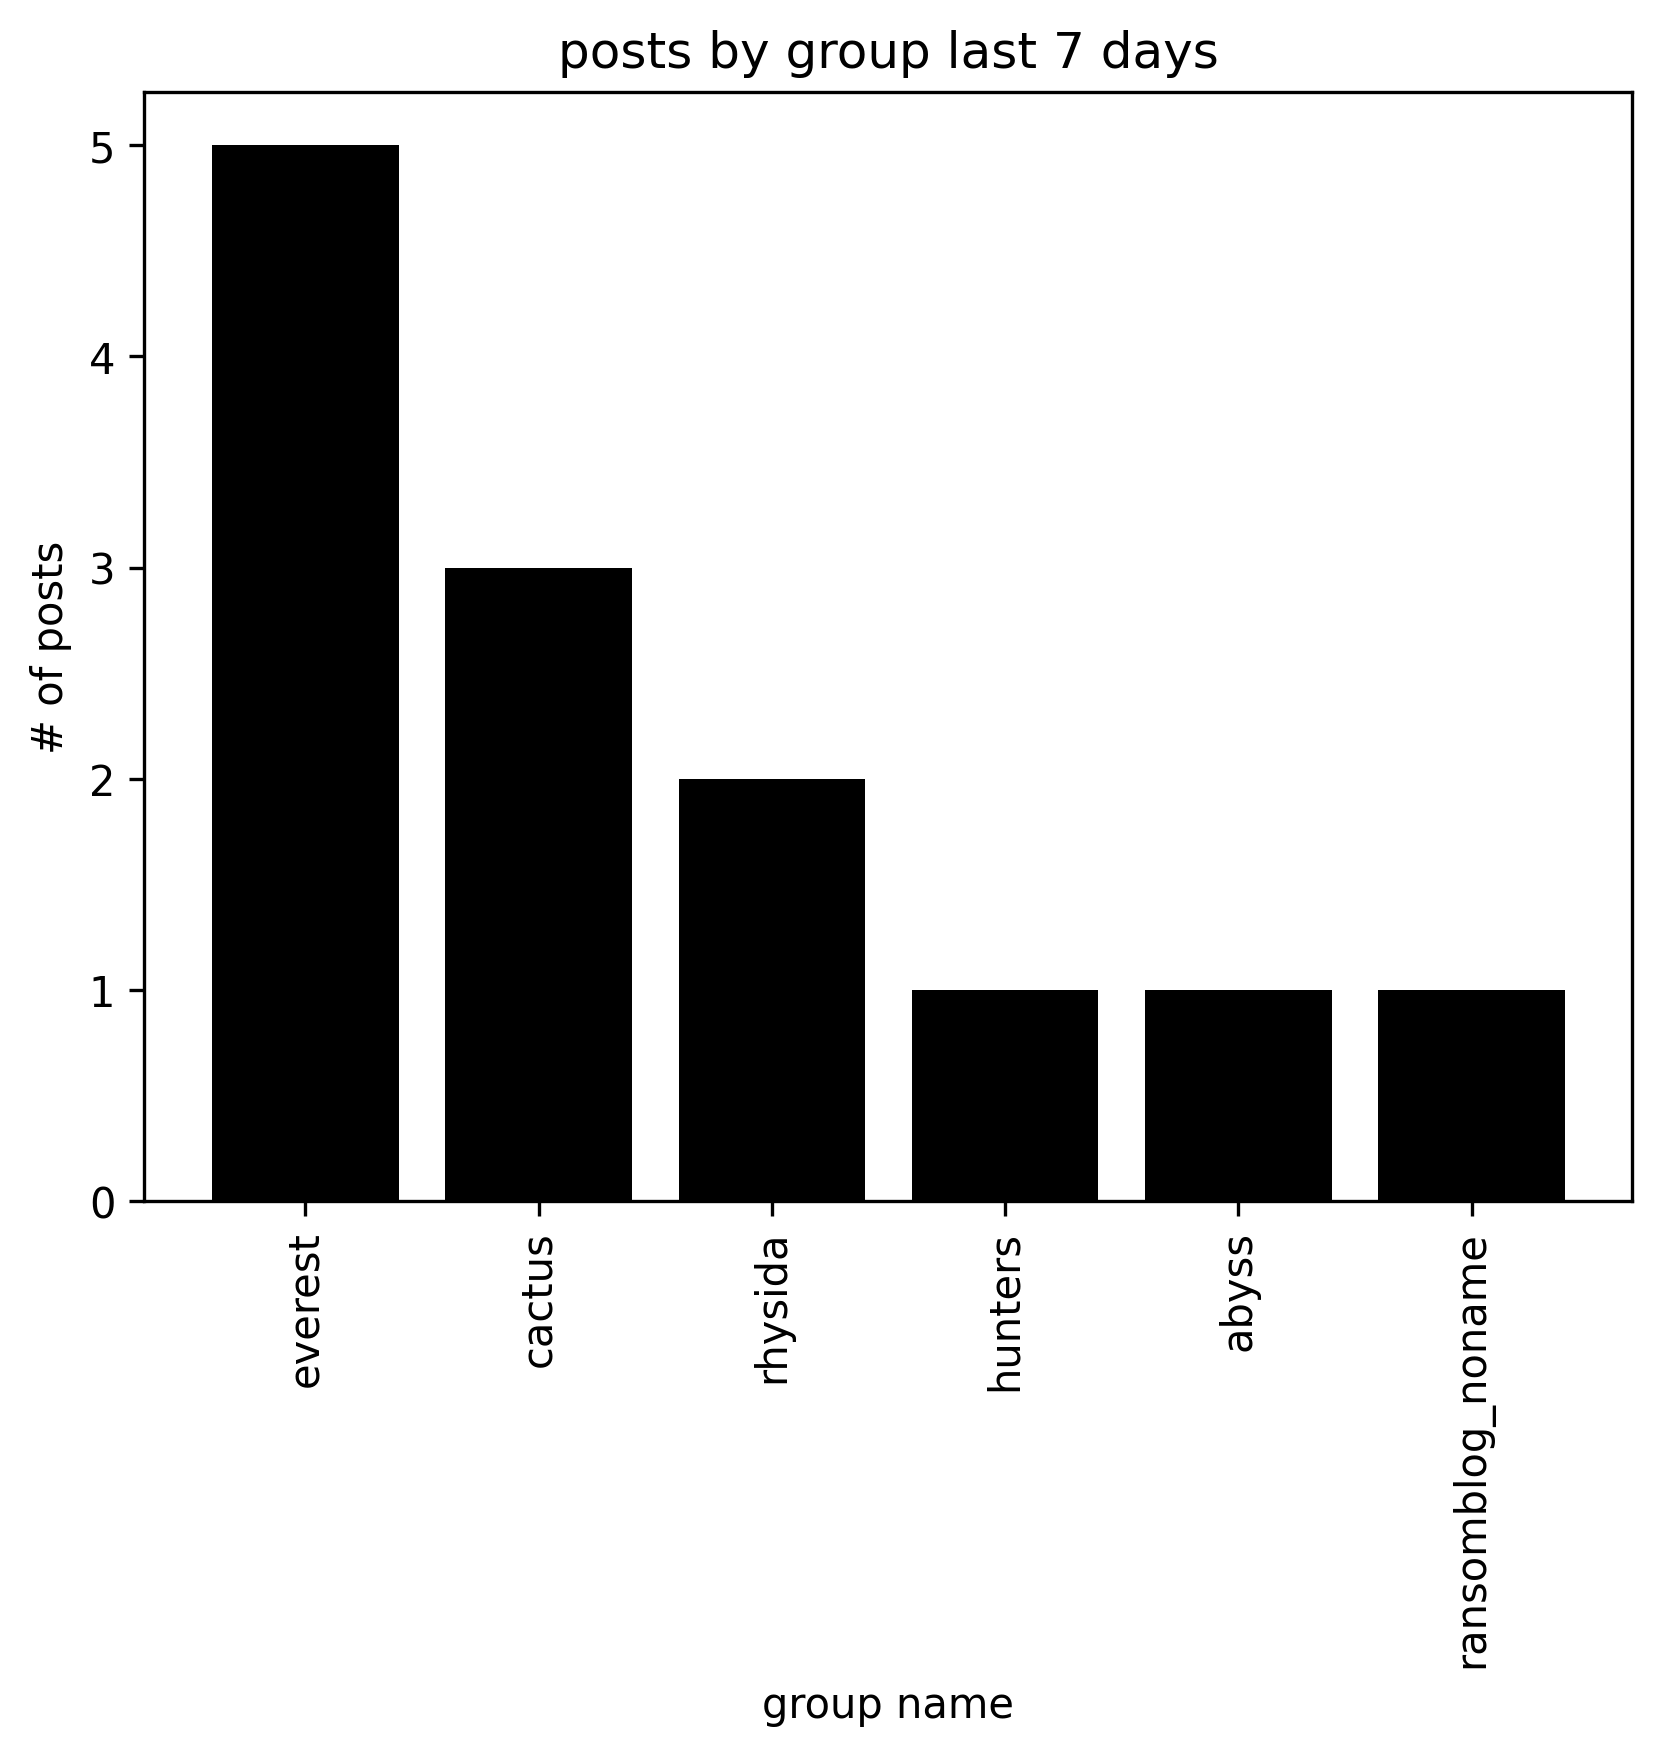 posts by group last 7 days
# of posts
5
4
3
2
1
0
everest
cactus
rhysida
hunters
abyss
ransomblog_noname
group name